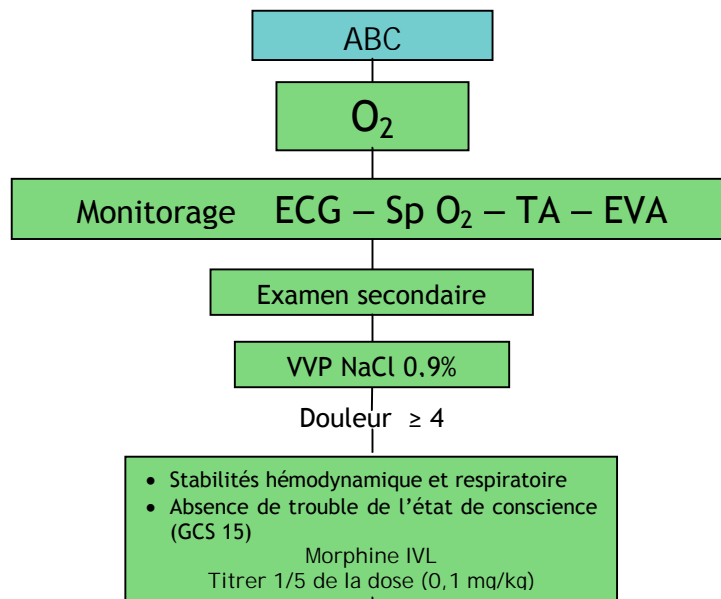 ABC
O₂
Monitorage ECG – Sp O₂ – TA – EVA
Examen secondaire
VVP NaCl 0.9%
Douleur ≥ 4
• Stabilités hémodynamique et respiratoire
• Absence de trouble de l'état de conscience
(GCS 15)
Morphine IVL
Titrer 1/5 de la dose (0,1 mg/kg)